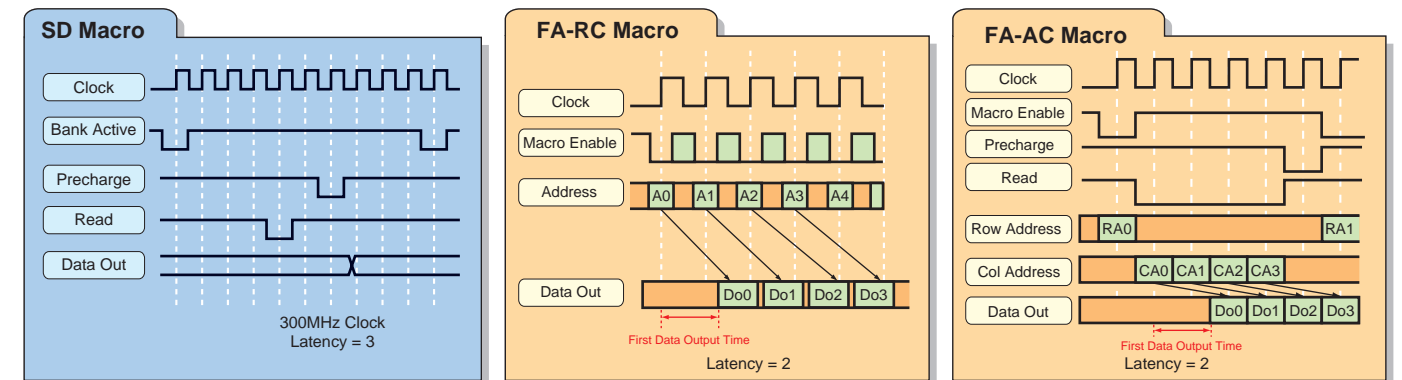 SD Macro
Clock
Bank Active
Precharge
Read
Data Out
300MHz Clock
Latency = 3
FA-RC Macro
Clock
Macro Enable
Address
A0 A1 A2 A3 A4
Data Out
Do0 Do1 Do2 Do3
First Data Output Time
Latency = 2
FA-AC Macro
Clock
Macro Enable
Precharge
Read
Row Address
RA0 RA1
Col Address
CA0 CA1 CA2 CA3
Data Out
Do0 Do1 Do2 Do3
First Data Output Time
Latency = 2